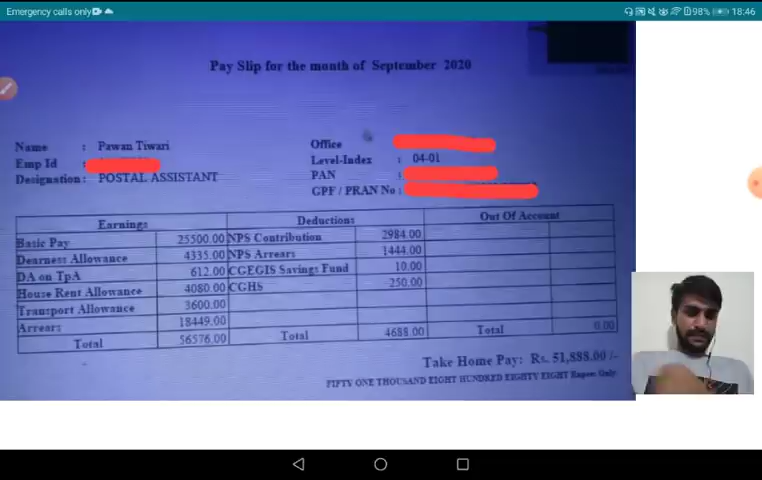 Emergency calls only 98% 18:46
Pay Slip for the month of September 2020
Name : Pawan Tiwari
Emp Id :
Designation : POSTAL ASSISTANT
Office
Level-Index : 04-01
PAN :
GPF / PRAN No :
Earnings Deductions Out Of Account
Basic Pay 25500.00 NPS Contribution 2984.00
Dearness Allowance 4335.00 NPS Arrears 1444.00
DA on TpA 612.00 CGEGIS Savings Fund 10.00
House Rent Allowance 4080.00 CGHS 250.00
Transport Allowance 3600.00
Arrears 18449.00
Total 56576.00 Total 4688.00 Total 0.00
Take Home Pay: Rs. 51,888.00 /-
FIFTY ONE THOUSAND EIGHT HUNDRED EIGHTY EIGHT Rupees Only